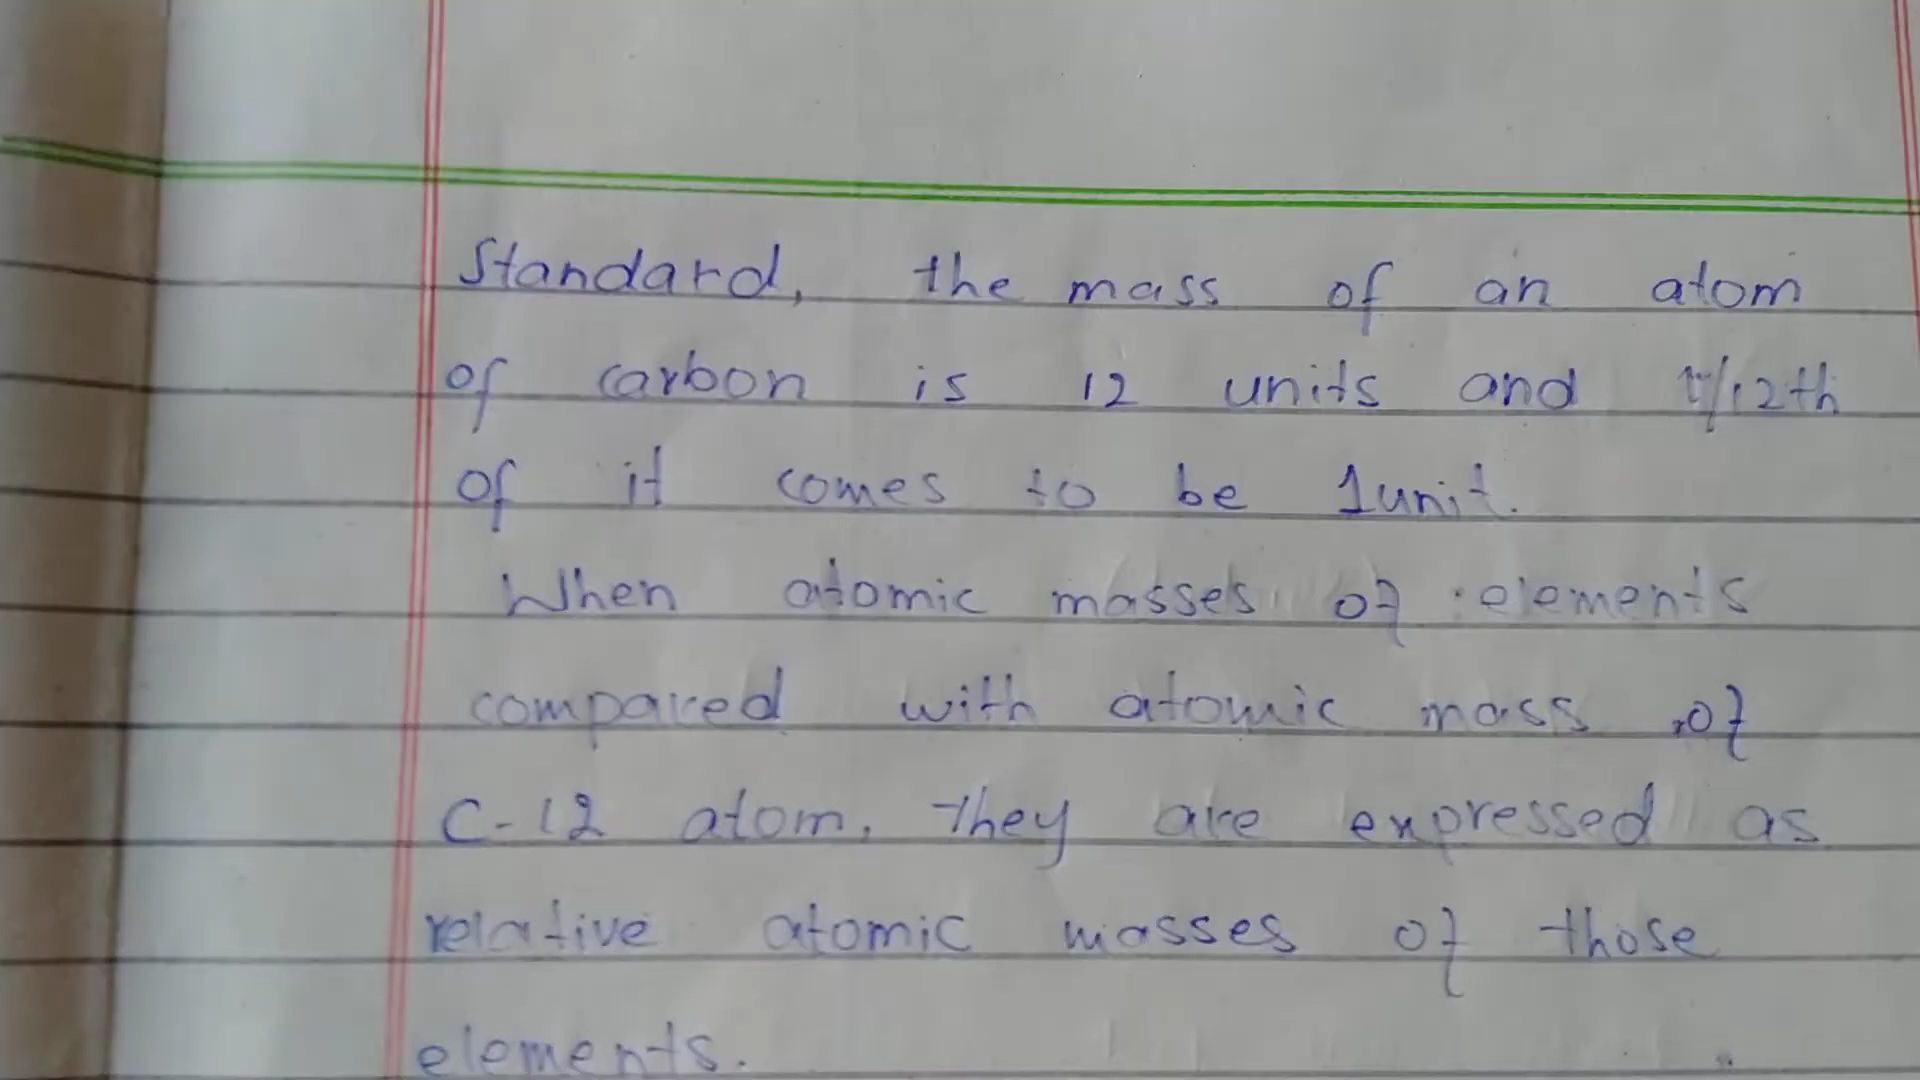 Standard, the mass of an atom
of carbon is 12 units and 1/12th
of it comes to be 1unit.
When atomic masses of elements
compared with atomic mass of
C-12 atom, they are expressed as
relative atomic masses of those
elements.